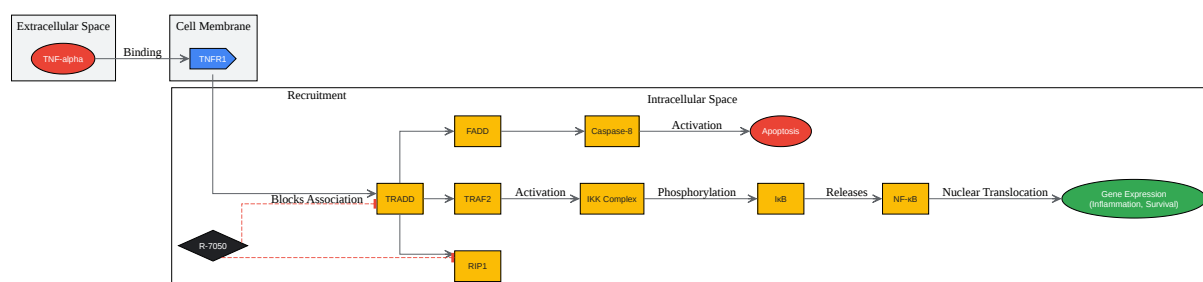 Extracellular Space
Cell Membrane
TNF-alpha
Binding
TNFR1
Recruitment
Intracellular Space
FADD
Caspase-8
Activation
Apoptosis
Blocks Association
TRADD
TRAF2
Activation
IKK Complex
Phosphorylation
IκB
Releases
NF-κB
Nuclear Translocation
Gene Expression
(Inflammation, Survival)
R-7050
RIP1